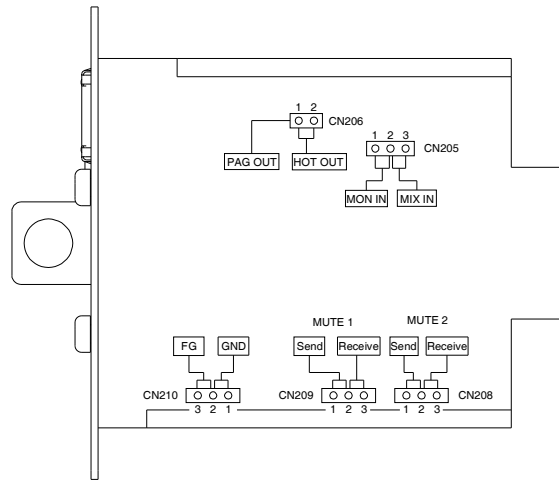 1 2
CN206
PAG OUT HOT OUT
1 2 3
CN205
MON IN MIX IN
MUTE 1 MUTE 2
FG GND Send Receive Send Receive
CN210 CN209 CN208
3 2 1 1 2 3 1 2 3